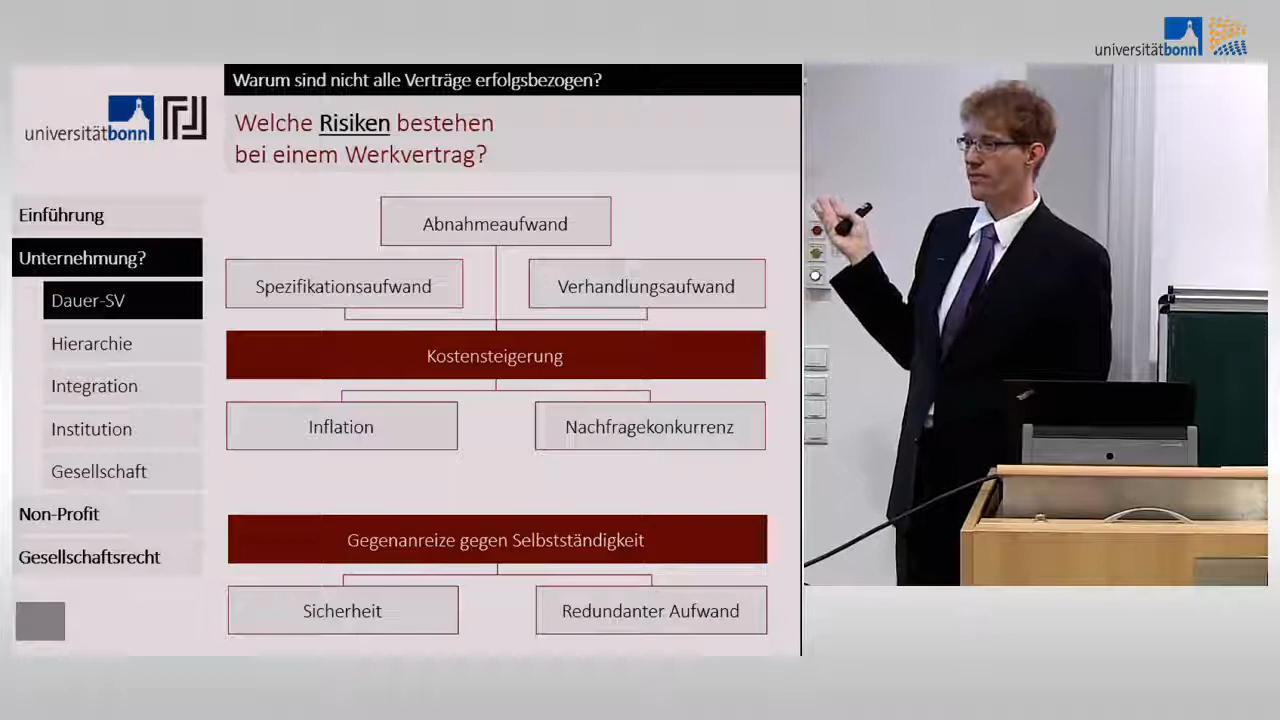 universitätbonn
universitätbonn
Warum sind nicht alle Verträge erfolgsbezogen?
Welche Risiken bestehen
bei einem Werkvertrag?
Einführung
Unternehmung?
Dauer-SV
Hierarchie
Integration
Institution
Gesellschaft
Non-Profit
Gesellschaftsrecht
Abnahmeaufwand
Spezifikationsaufwand
Verhandlungsaufwand
Kostensteigerung
Inflation
Nachfragekonkurrenz
Gegenanreize gegen Selbstständigkeit
Sicherheit
Redundanter Aufwand